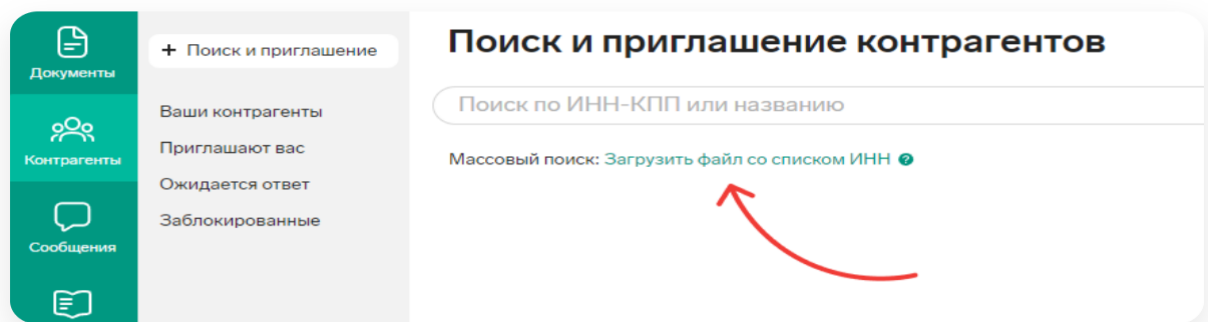 Документы
Контрагенты
Сообщения
+ Поиск и приглашение
Ваши контрагенты
Приглашают вас
Ожидается ответ
Заблокированные
Поиск и приглашение контрагентов
Поиск по ИНН-КПП или названию
Массовый поиск: Загрузить файл со списком ИНН ?